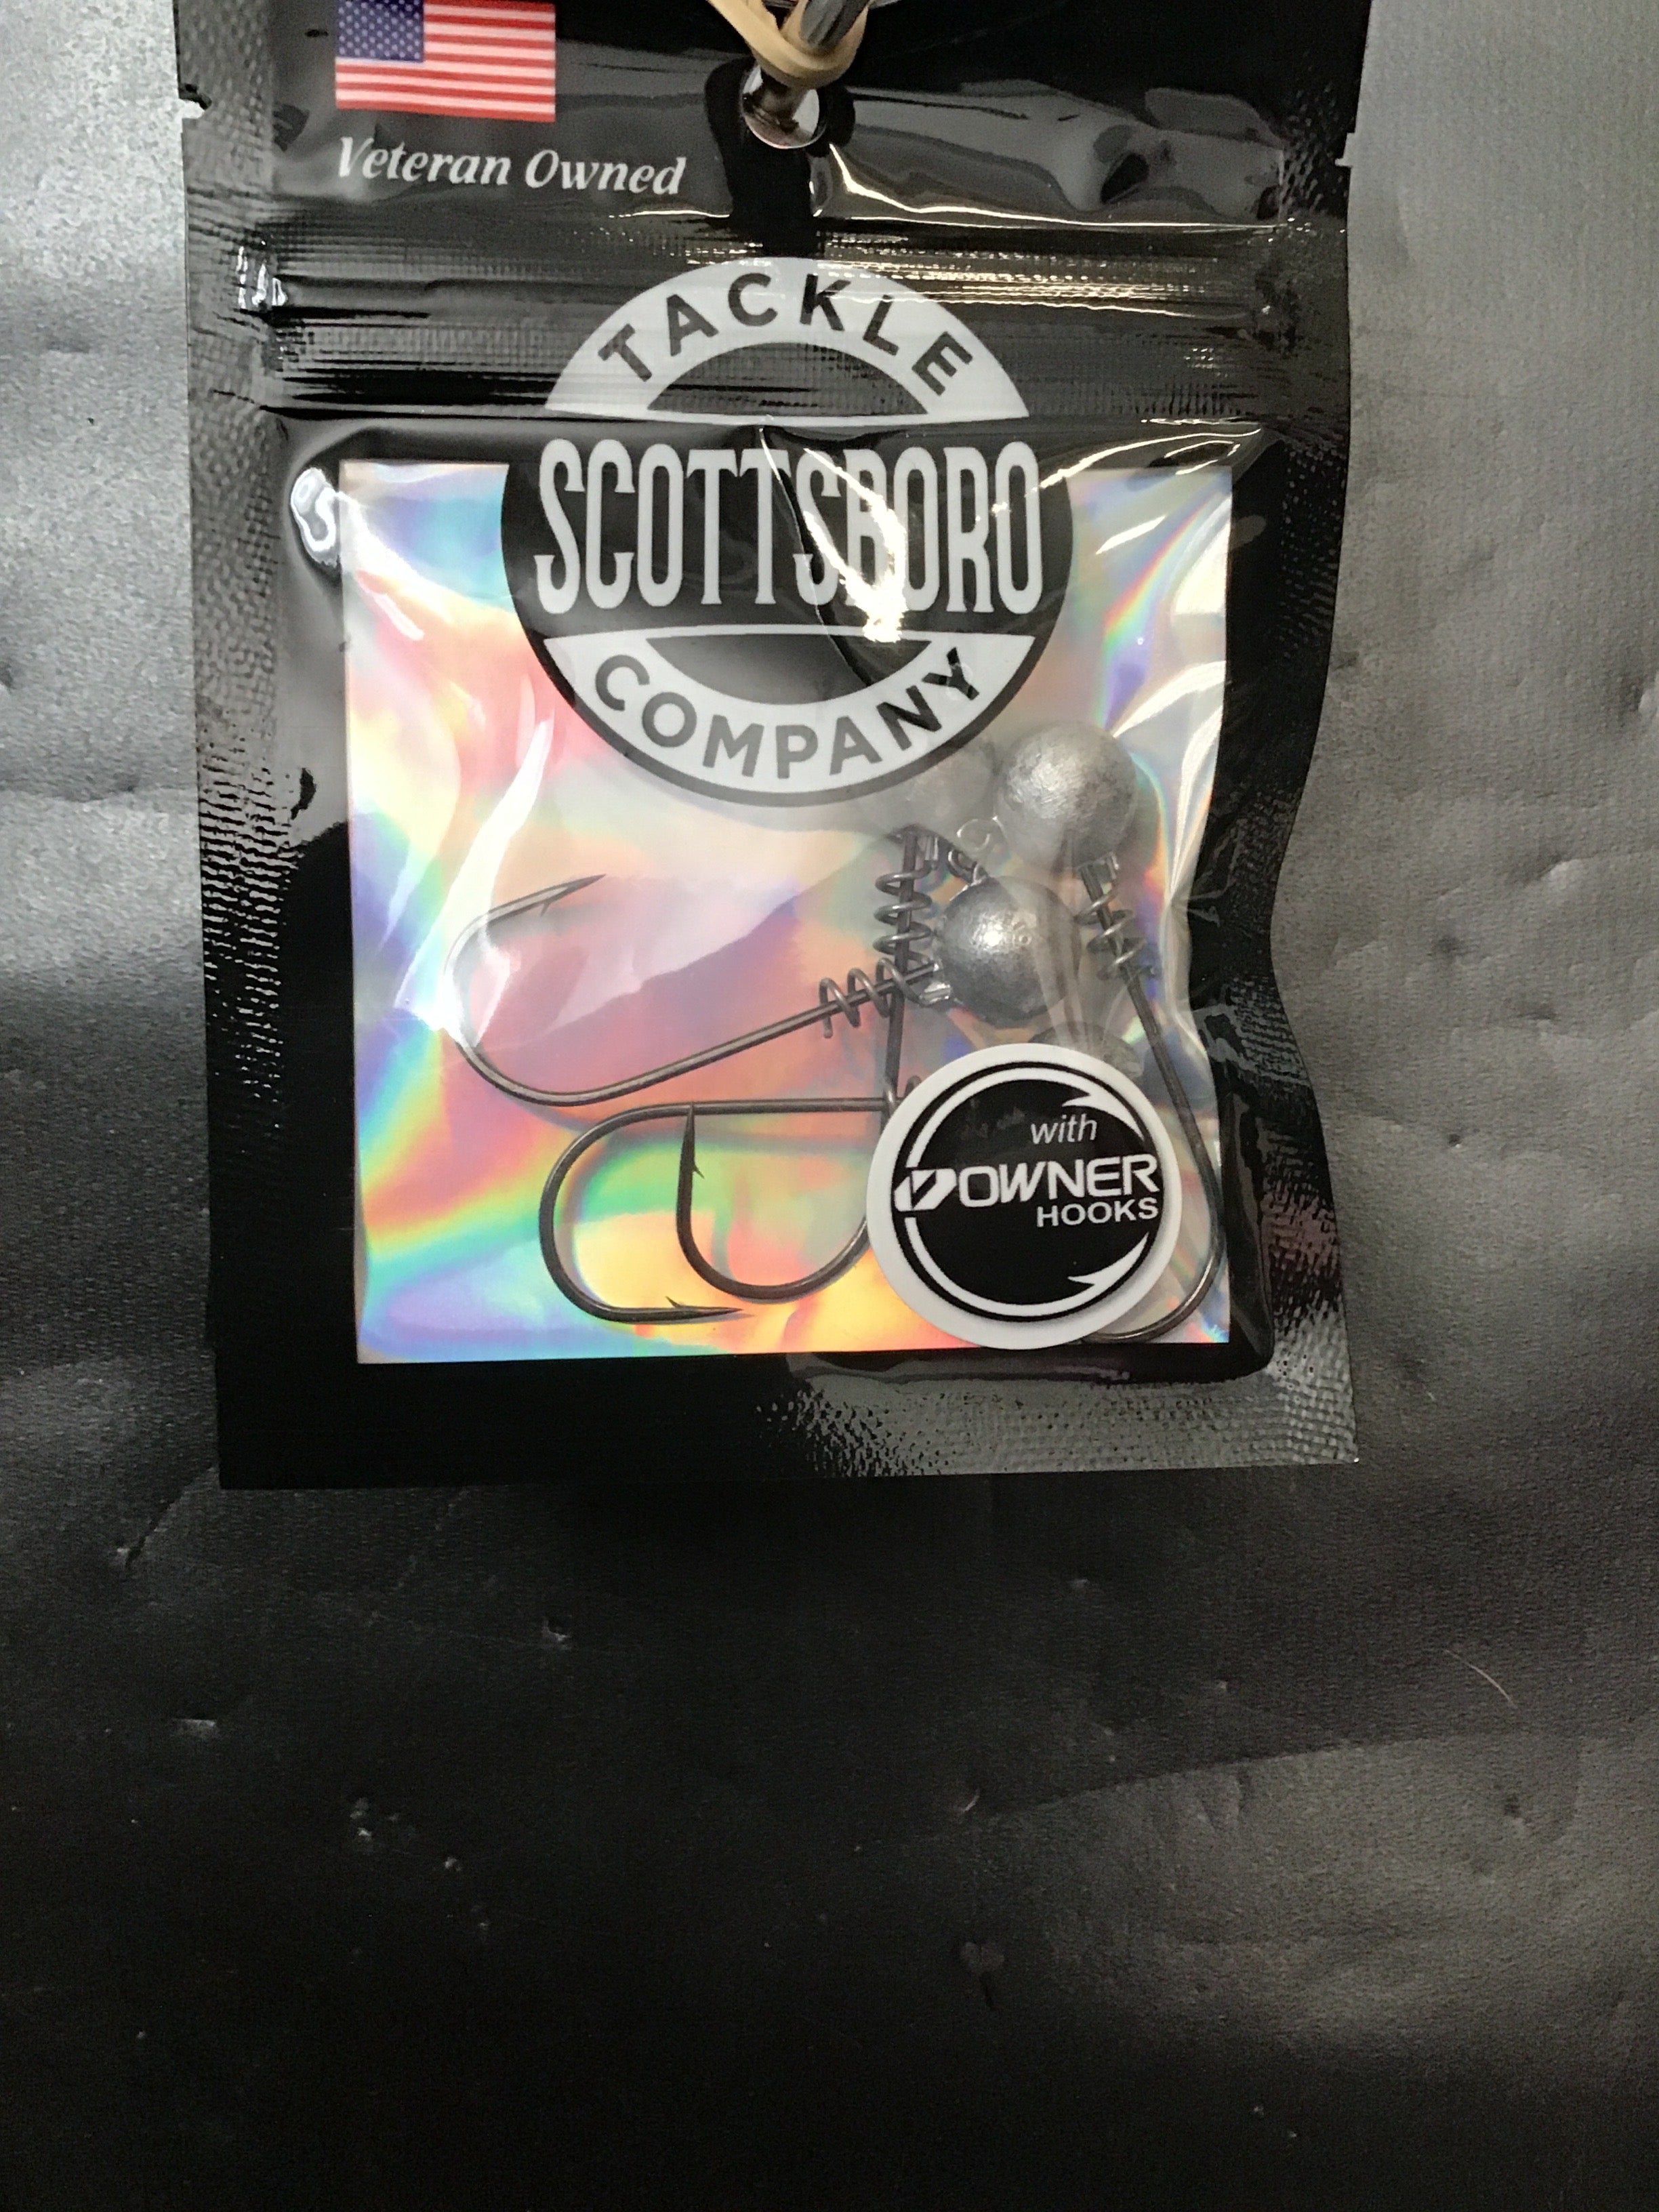 Veteran Owned
TACKLE
SCOTTSBORO
COMPANY
with
OWNER
HOOKS